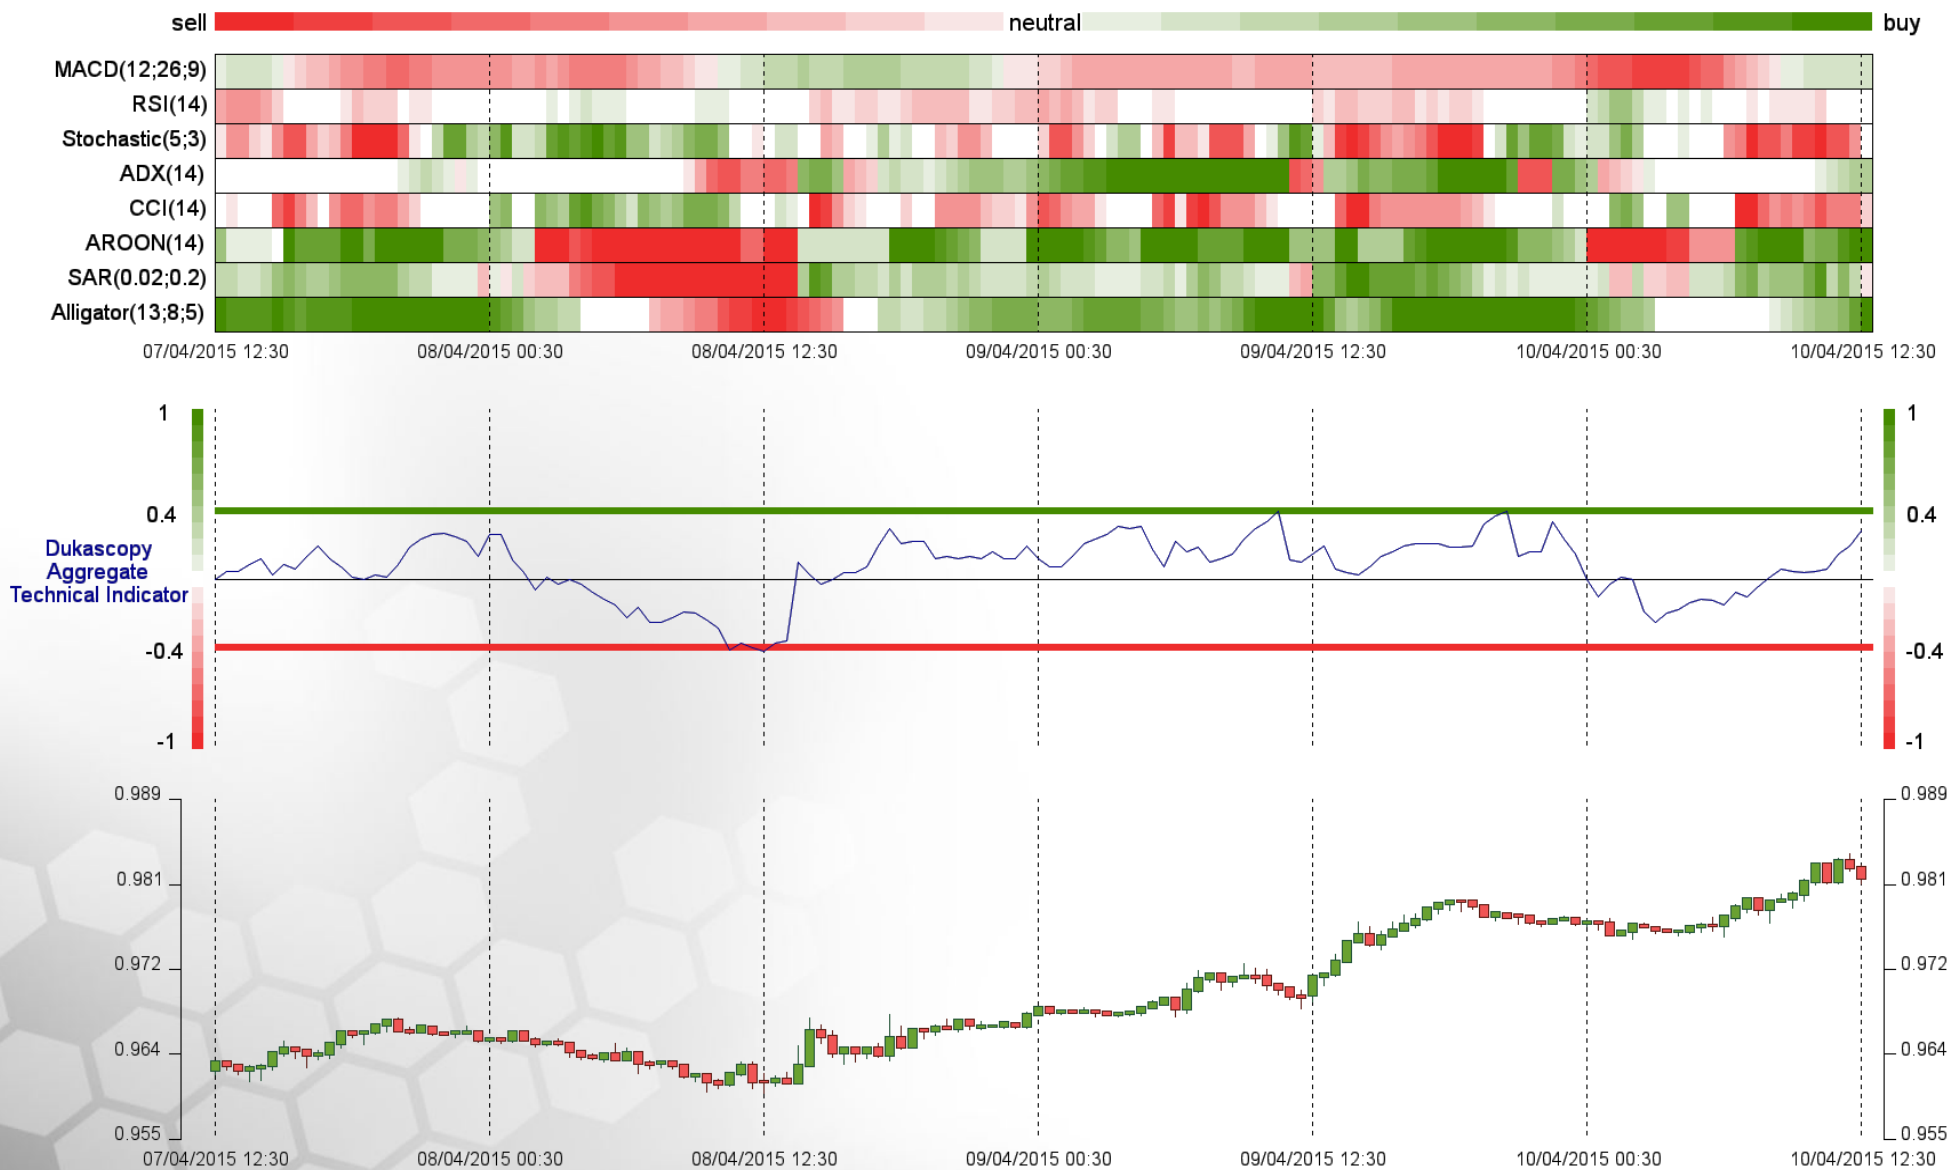 sell neutral buy
MACD(12;26;9)
RSI(14)
Stochastic(5;3)
ADX(14)
CCI(14)
AROON(14)
SAR(0.02;0.2)
Alligator(13;8;5)
07/04/2015 12:30 08/04/2015 00:30 08/04/2015 12:30 09/04/2015 00:30 09/04/2015 12:30 10/04/2015 00:30 10/04/2015 12:30
1 1
0.4 0.4
Dukascopy
Aggregate
Technical Indicator
-0.4 -0.4
-1 -1
0.989 0.989
0.981 0.981
0.972 0.972
0.964 0.964
0.955 0.955
07/04/2015 12:30 08/04/2015 00:30 08/04/2015 12:30 09/04/2015 00:30 09/04/2015 12:30 10/04/2015 00:30 10/04/2015 12:30